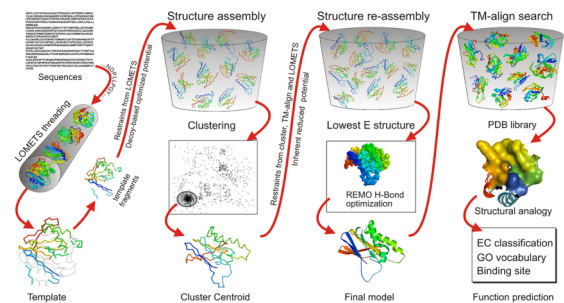 Structure assembly
Structure re-assembly
TM-align search
Sequences
LOMETS threading
template
fragments
Template
Restraints from LOMETS
Decoy-based optimized potential
Clustering
Cluster Centroid
Restraints from cluster, TM-align and LOMETS
Inherent reduced potential
Lowest E structure
REMO H-Bond
optimization
Final model
PDB library
Structural analogy
EC classification
GO vocabulary
Binding site
Function prediction